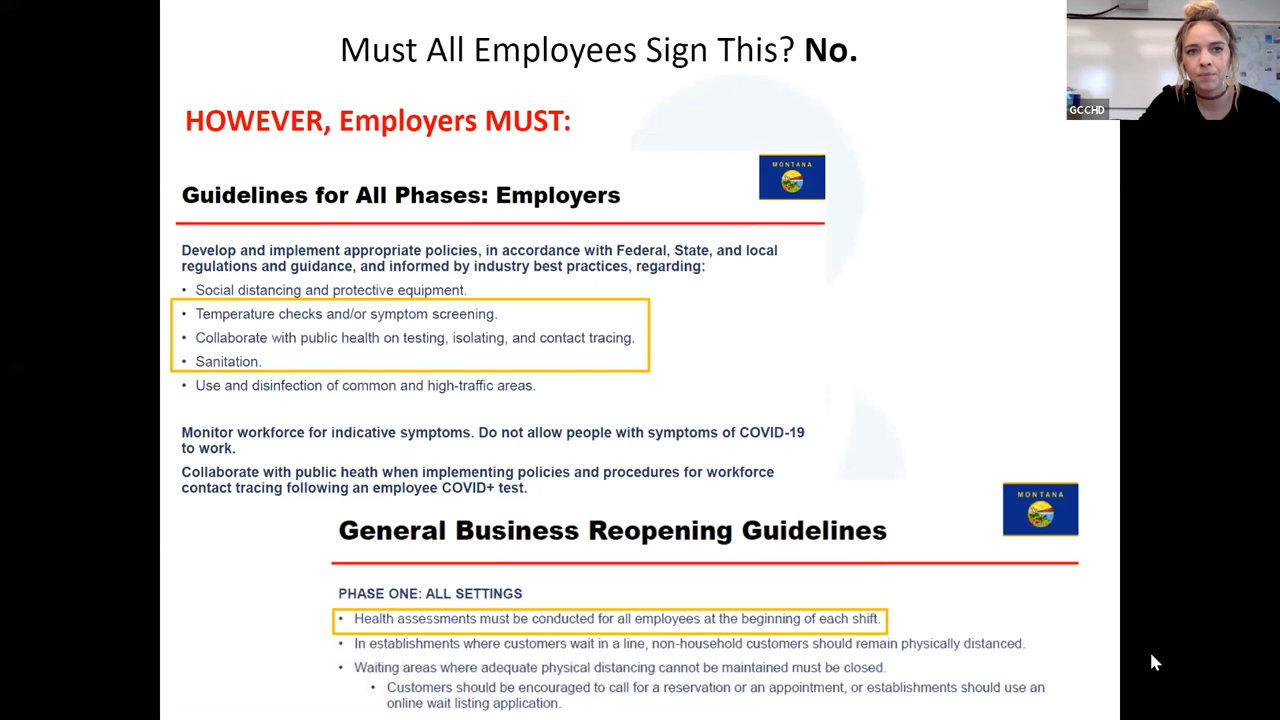 Must All Employees Sign This? No.
GCCHD
HOWEVER, Employers MUST:
MONTANA
Guidelines for All Phases: Employers
Develop and implement appropriate policies, in accordance with Federal, State, and local
regulations and guidance, and informed by industry best practices, regarding:
• Social distancing and protective equipment.
• Temperature checks and/or symptom screening.
• Collaborate with public health on testing, isolating, and contact tracing.
• Sanitation.
• Use and disinfection of common and high-traffic areas.
Monitor workforce for indicative symptoms. Do not allow people with symptoms of COVID-19
to work.
Collaborate with public heath when implementing policies and procedures for workforce
contact tracing following an employee COVID+ test.
MONTANA
General Business Reopening Guidelines
PHASE ONE: ALL SETTINGS
• Health assessments must be conducted for all employees at the beginning of each shift.
• In establishments where customers wait in a line, non-household customers should remain physically distanced.
• Waiting areas where adequate physical distancing cannot be maintained must be closed.
• Customers should be encouraged to call for a reservation or an appointment, or establishments should use an
online wait listing application.